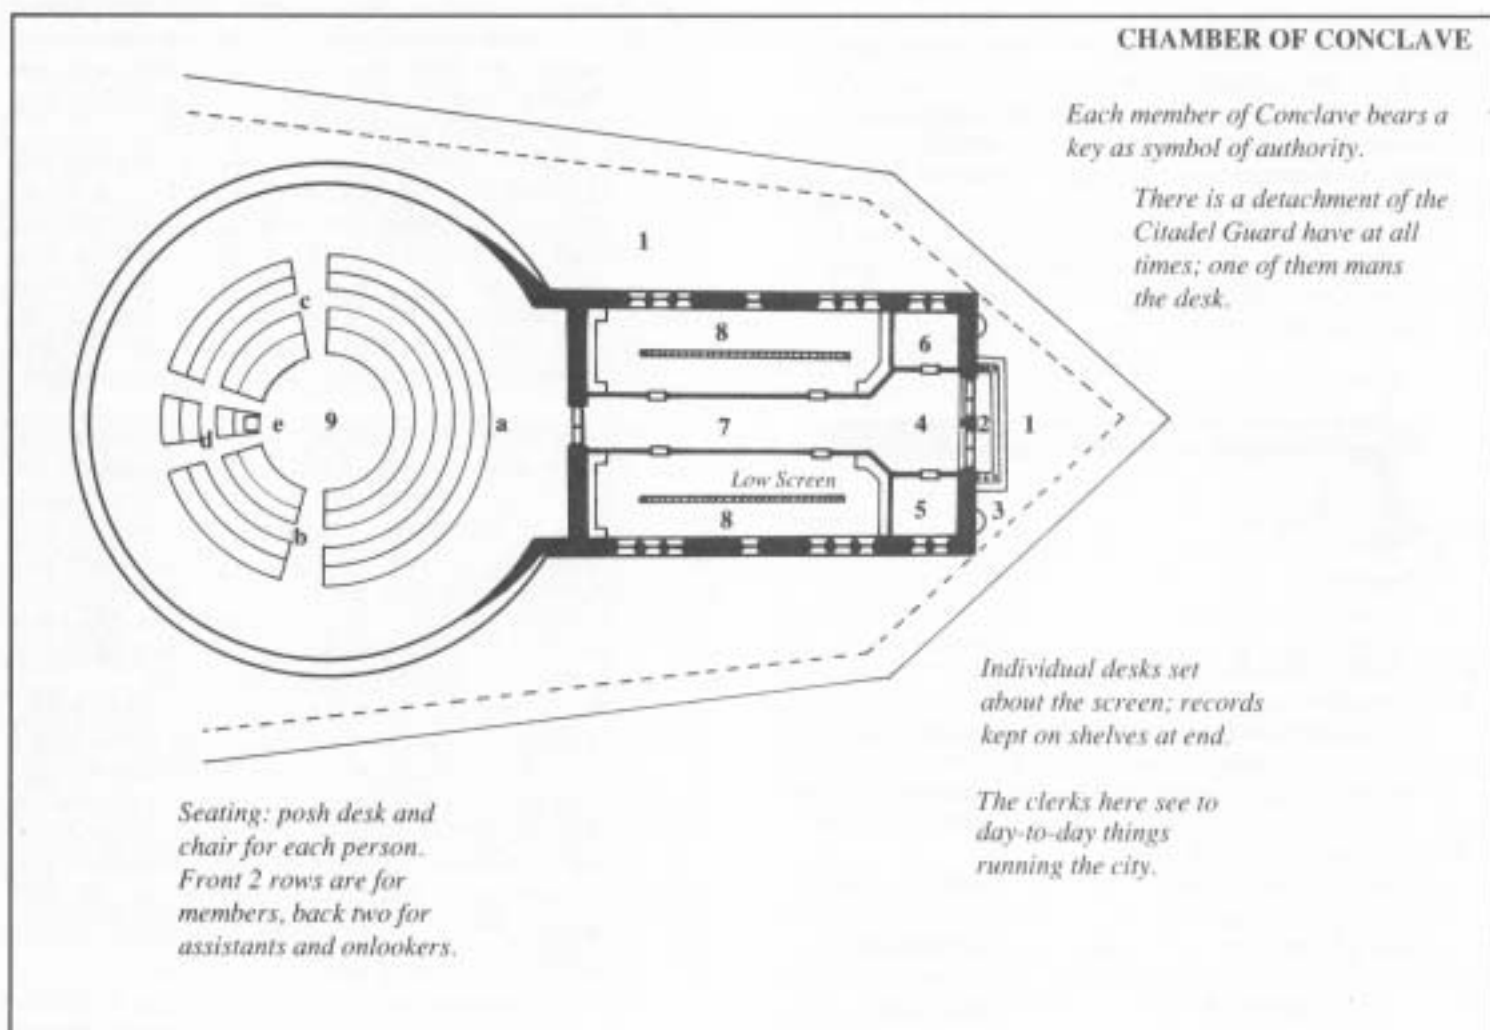 CHAMBER OF CONCLAVE
Each member of Conclave bears a
key as symbol of authority.
There is a detachment of the
Citadel Guard have at all
times; one of them mans
the desk.
1
c
8
6
e
9
a
7
4
2
1
d
Low Screen
b
8
5
3
Individual desks set
about the screen; records
kept on shelves at end.
The clerks here see to
day-to-day things
running the city.
Seating: posh desk and
chair for each person.
Front 2 rows are for
members, back two for
assistants and onlookers.